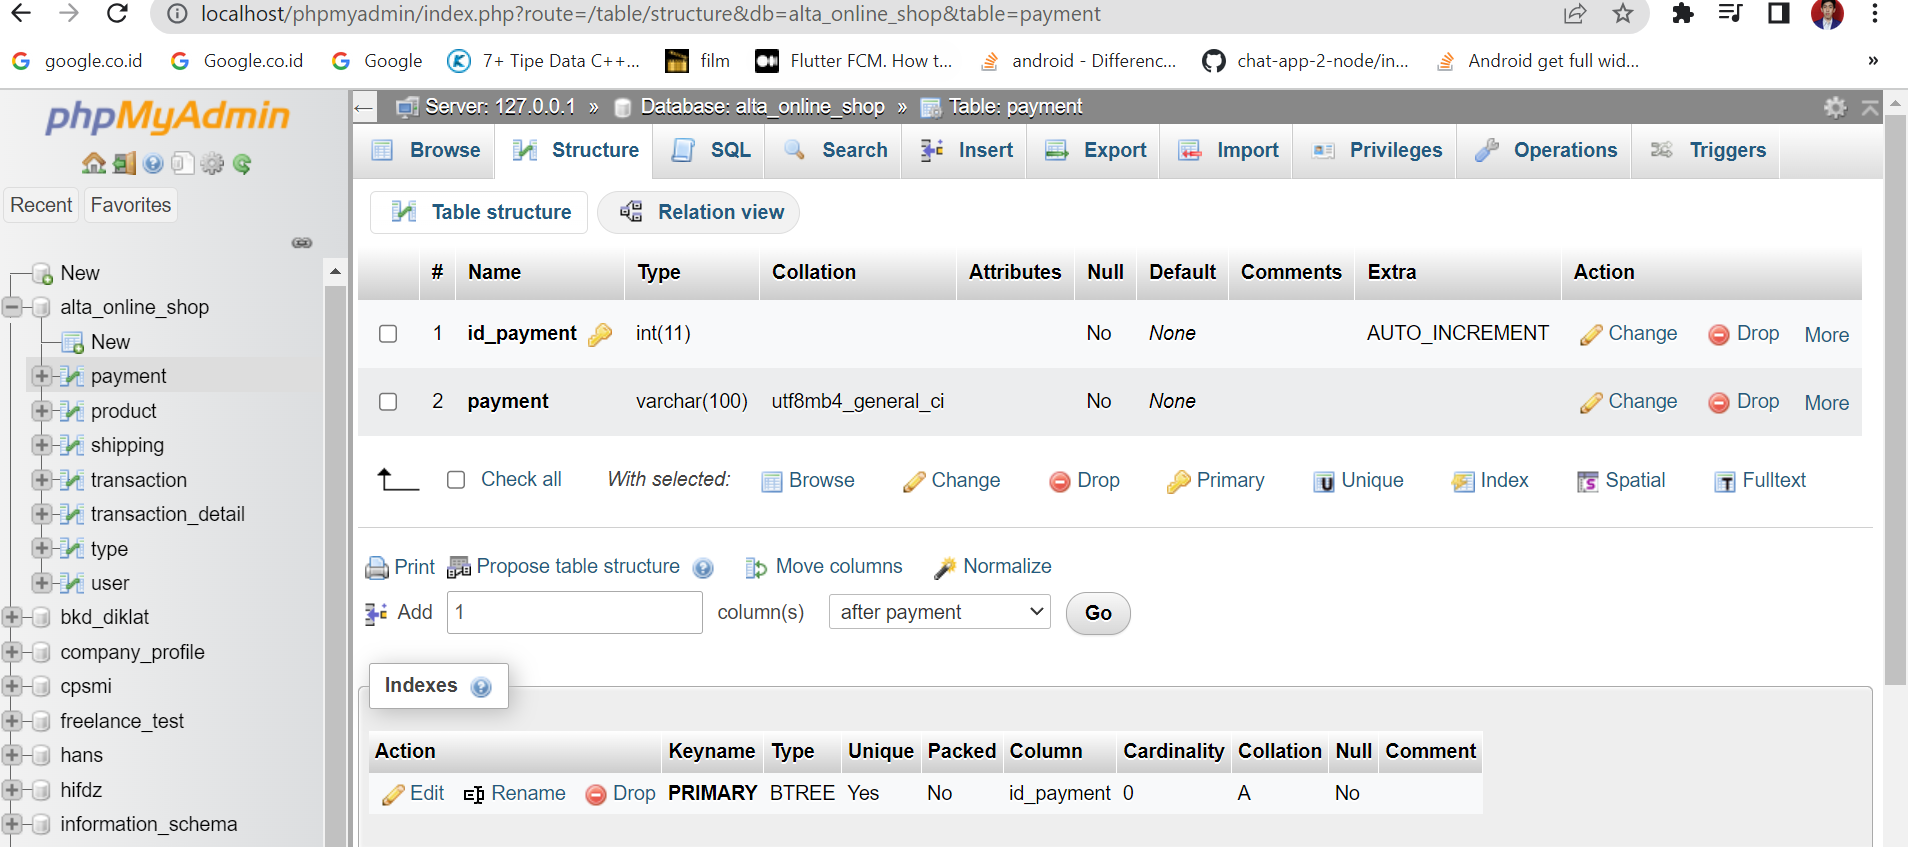 localhost/phpmyadmin/index.php?route=/table/structure&db=alta_online_shop&table=payment
google.co.id Google.co.id Google 7+ Tipe Data C++... film Flutter FCM. How t... android - Differenc... chat-app-2-node/in... Android get full wid... »
phpMyAdmin
Recent Favorites
New
alta_online_shop
New
payment
product
shipping
transaction
transaction_detail
type
user
bkd_diklat
company_profile
cpsmi
freelance_test
hans
hifdz
information_schema
Server: 127.0.0.1 » Database: alta_online_shop » Table: payment
Browse Structure SQL Search Insert Export Import Privileges Operations Triggers
Table structure Relation view
# Name Type Collation Attributes Null Default Comments Extra Action
1 id_payment int(11) No None AUTO_INCREMENT Change Drop More
2 payment varchar(100) utf8mb4_general_ci No None Change Drop More
Check all With selected: Browse Change Drop Primary Unique Index Spatial Fulltext
Print Propose table structure Move columns Normalize
Add 1 column(s) after payment Go
Indexes
Action Keyname Type Unique Packed Column Cardinality Collation Null Comment
Edit Rename Drop PRIMARY BTREE Yes No id_payment 0 A No